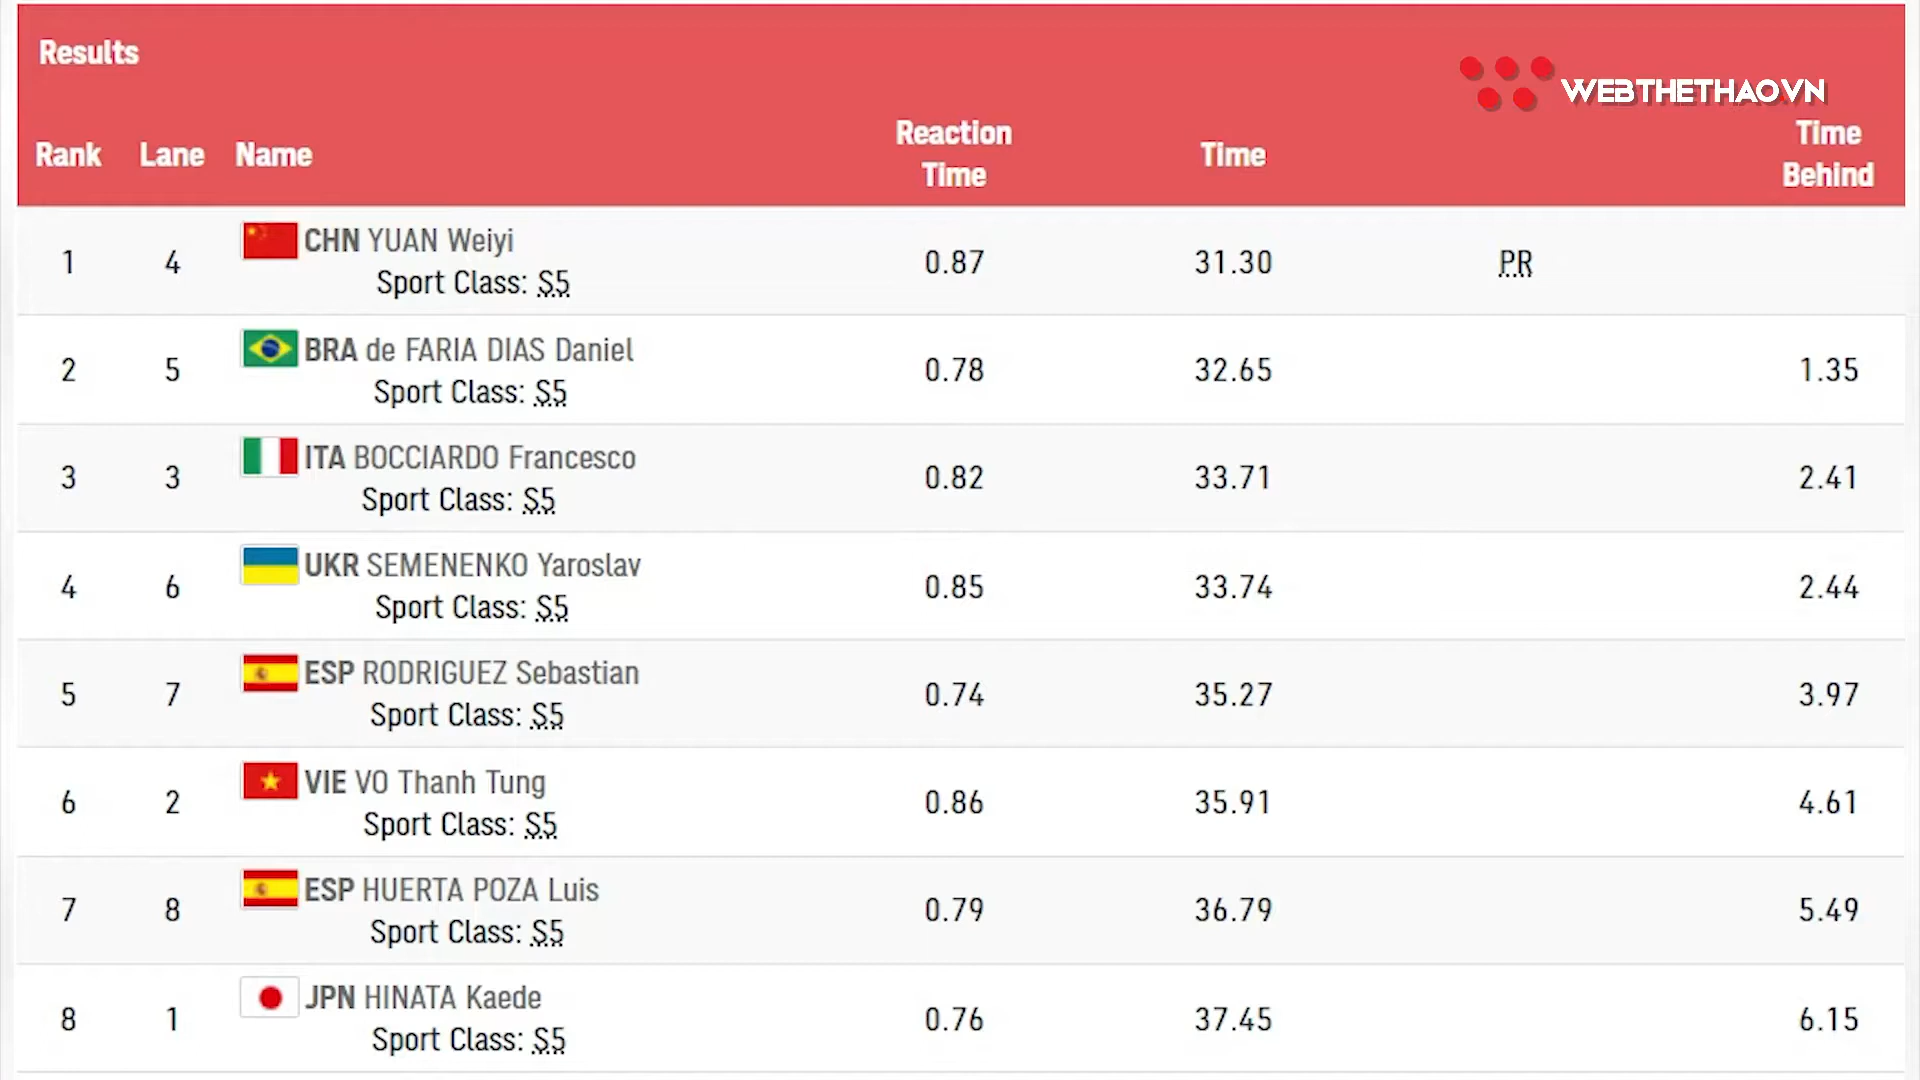 Results
WEBTHETHAOVN
Rank Lane Name Reaction Time Time Time Behind
1 4 CHN YUAN Weiyi 0.87 31.30 PR
Sport Class: S5
2 5 BRA de FARIA DIAS Daniel 0.78 32.65 1.35
Sport Class: S5
3 3 ITA BOCCIARDO Francesco 0.82 33.71 2.41
Sport Class: S5
4 6 UKR SEMENENKO Yaroslav 0.85 33.74 2.44
Sport Class: S5
5 7 ESP RODRIGUEZ Sebastian 0.74 35.27 3.97
Sport Class: S5
6 2 VIE VO Thanh Tung 0.86 35.91 4.61
Sport Class: S5
7 8 ESP HUERTA POZA Luis 0.79 36.79 5.49
Sport Class: S5
8 1 JPN HINATA Kaede 0.76 37.45 6.15
Sport Class: S5